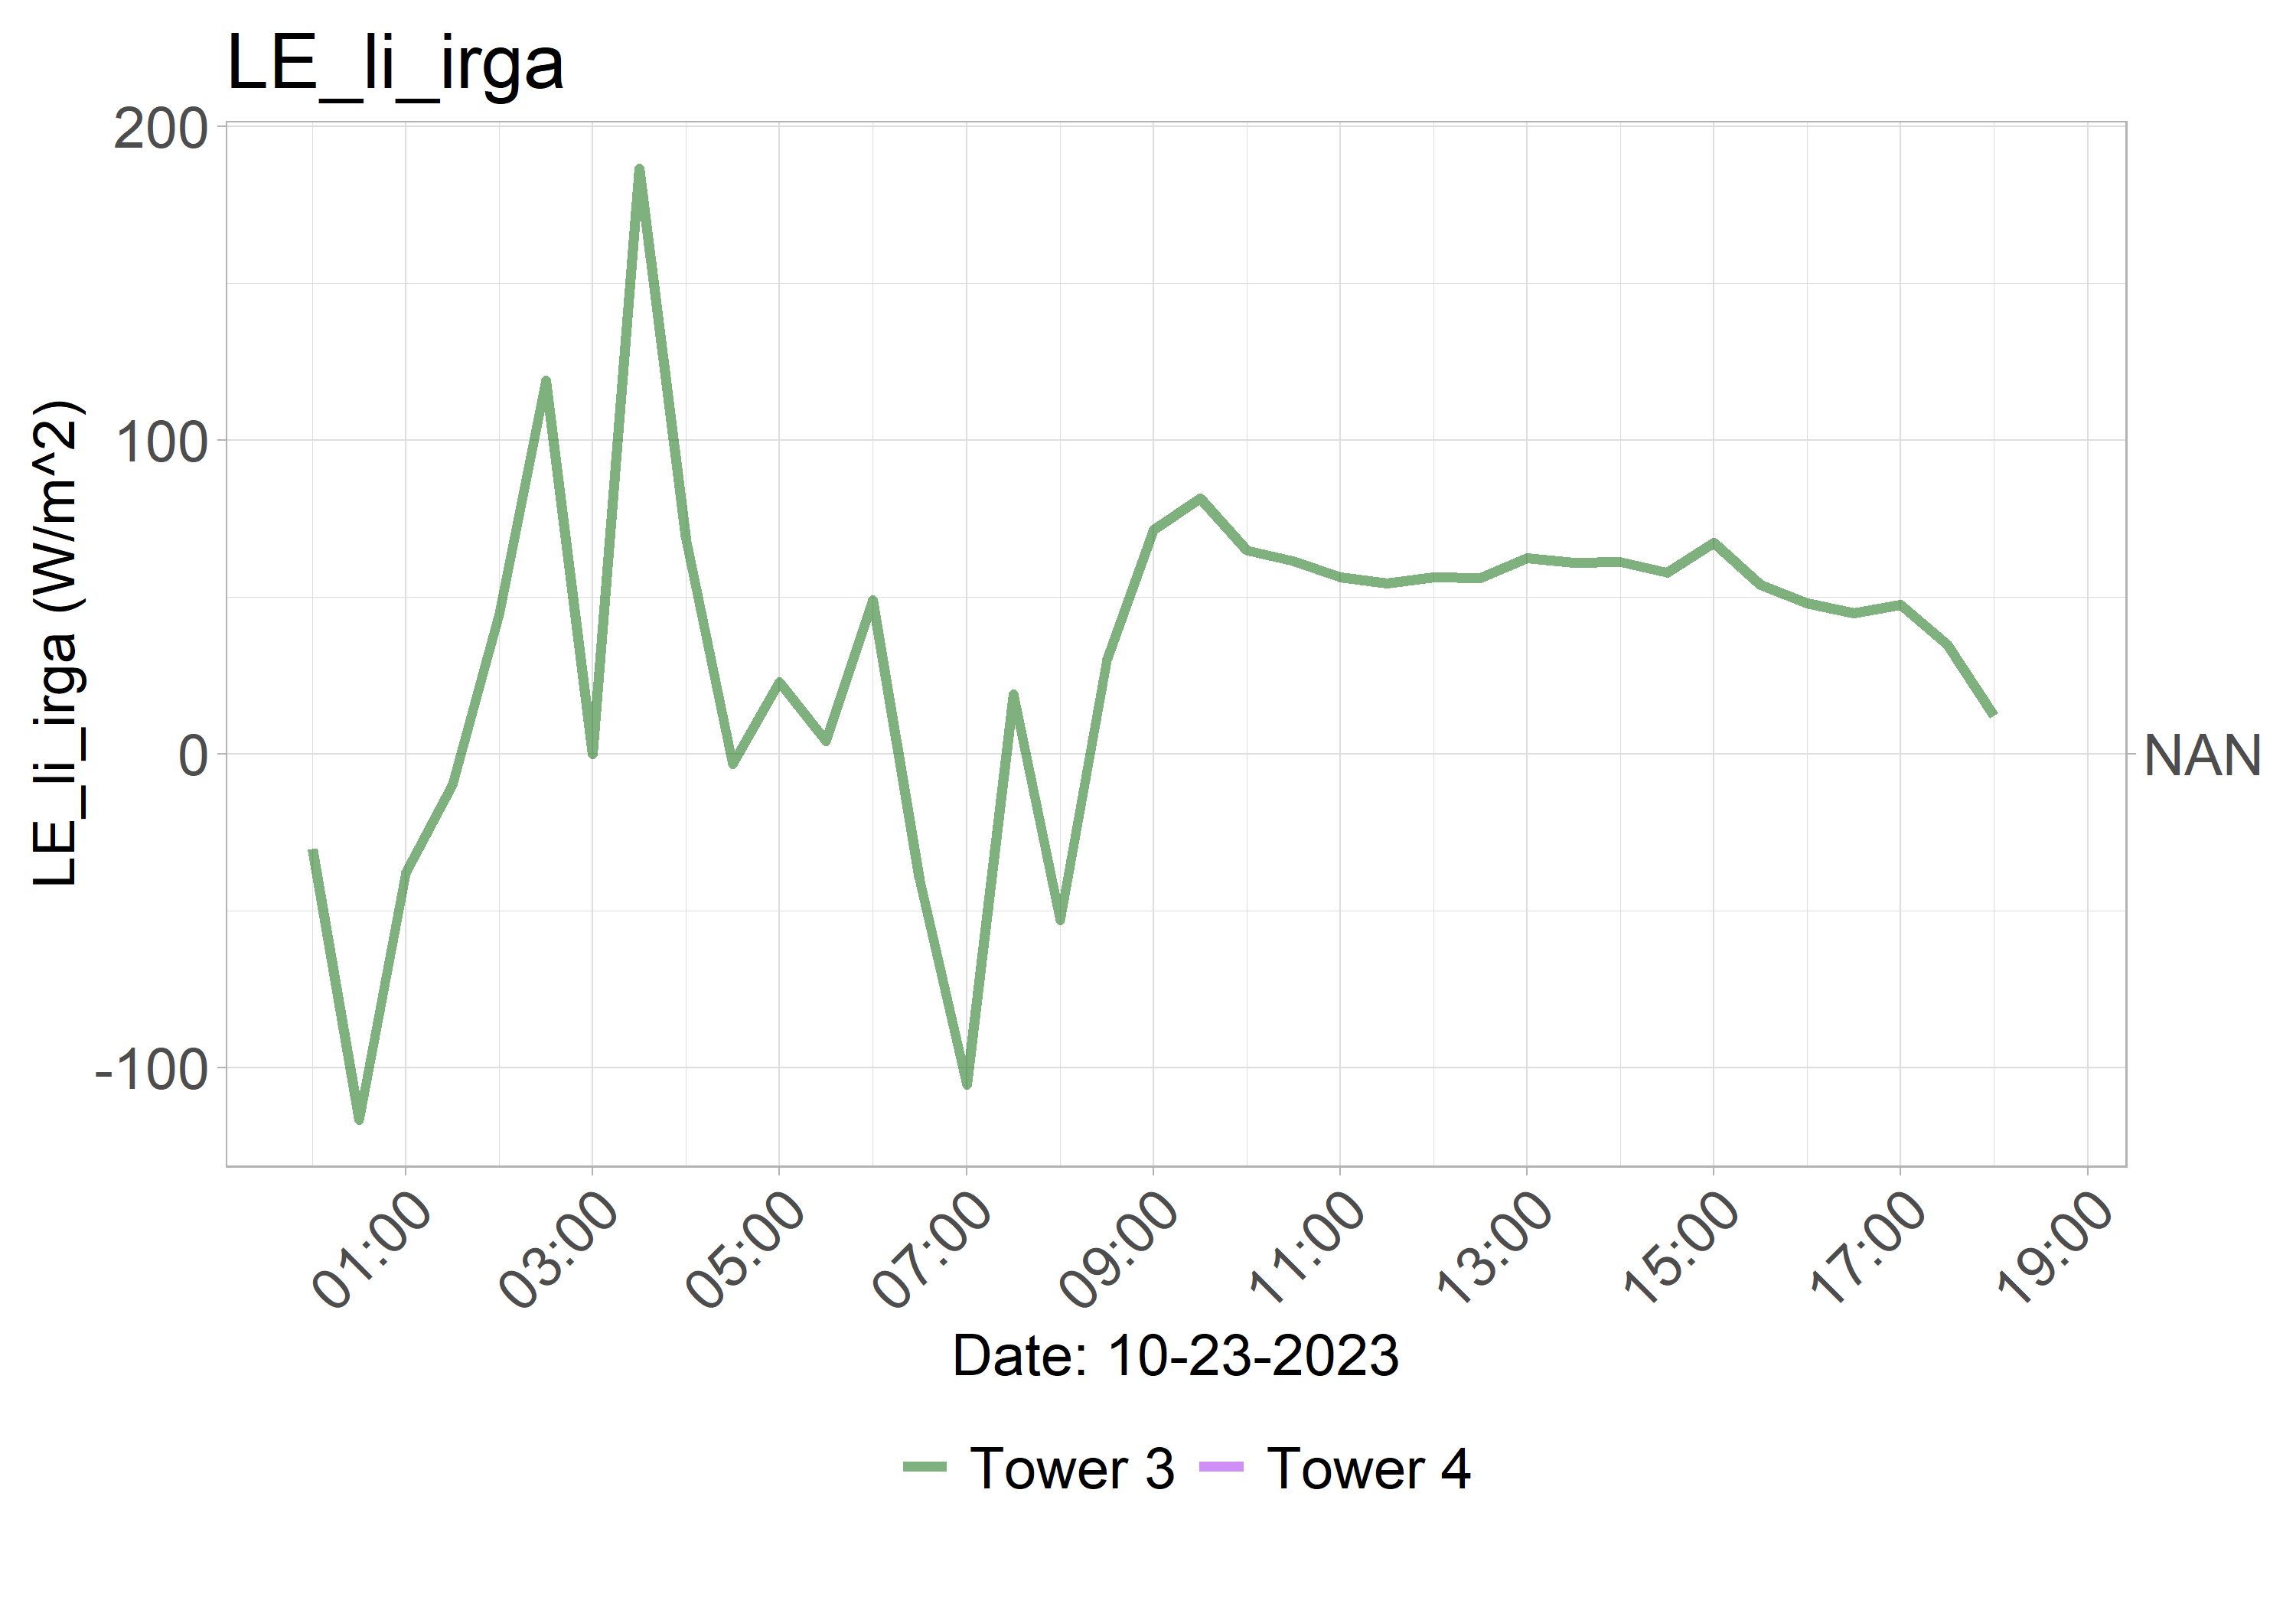 LE_li_irga
LE_li_irga (W/m^2)
200
100
0
-100
NAN
01:00 03:00 05:00 07:00 09:00 11:00 13:00 15:00 17:00 19:00
Date: 10-23-2023
Tower 3 Tower 4